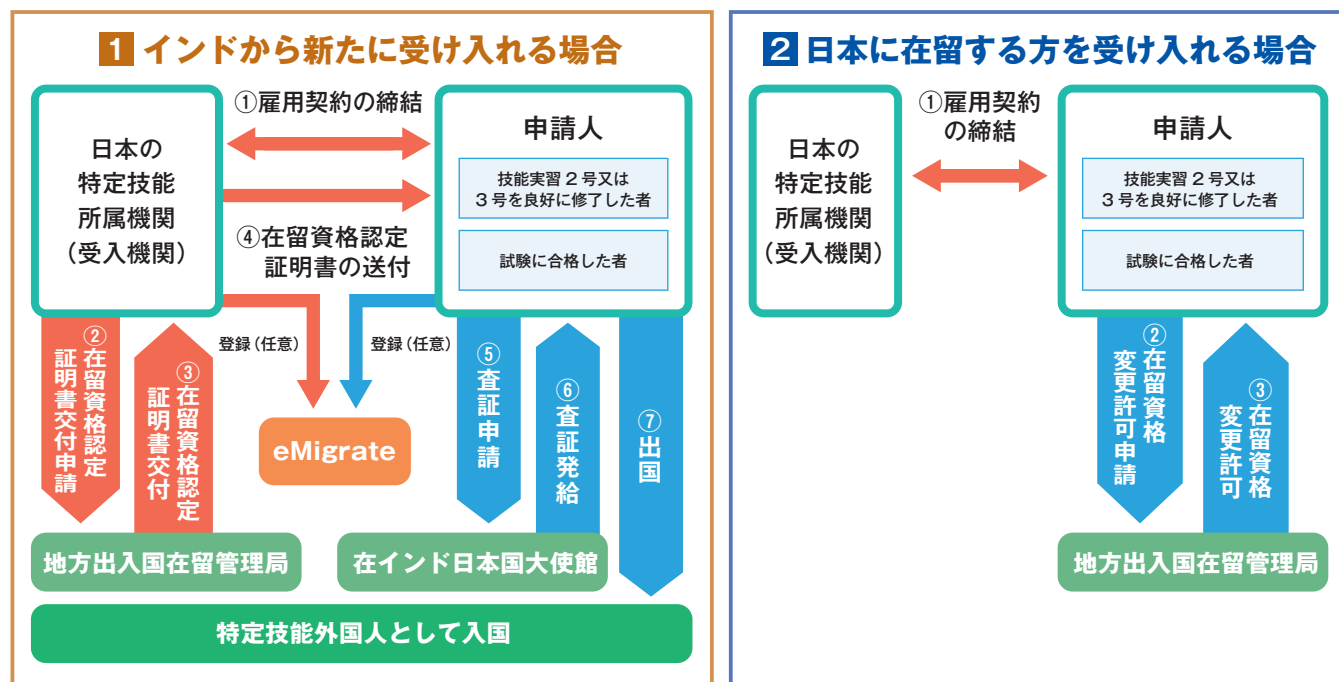 1 インドから新たに受け入れる場合
日本の
特定技能
所属機関
（受入機関）
①雇用契約の締結
申請人
技能実習2号又は
3号を良好に修了した者
試験に合格した者
④在留資格認定
証明書の送付
登録（任意）
登録（任意）
eMigrate
②在留資格認定
証明書交付申請
③在留資格認定
証明書交付
⑤査証申請
⑥査証発給
⑦出国
地方出入国在留管理局
在インド日本国大使館
特定技能外国人として入国
2 日本に在留する方を受け入れる場合
日本の
特定技能
所属機関
（受入機関）
①雇用契約
の締結
申請人
技能実習2号又は
3号を良好に修了した者
試験に合格した者
②在留資格
変更許可申請
③在留資格
変更許可
地方出入国在留管理局